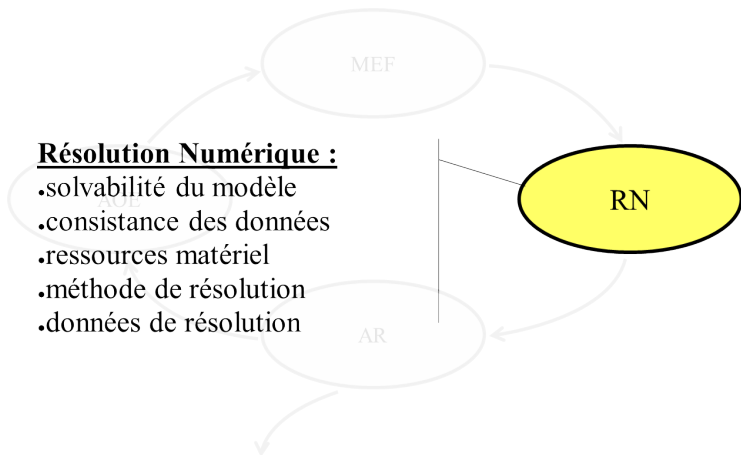 MEF
Résolution Numérique :
.solvabilité du modèle
AOE
RN
.consistance des données
.ressources matériel
.méthode de résolution
.données de résolution
AR